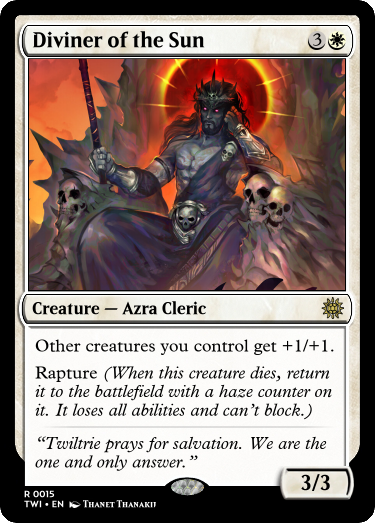 Diviner of the Sun 3
Creature — Azra Cleric
Other creatures you control get +1/+1.
Rapture (When this creature dies, return
it to the battlefield with a haze counter on
it. It loses all abilities and can't block.)
“Twiltrie prays for salvation. We are the
one and only answer.”
3/3
R 0015
TWI • EN Thanet Thanakij